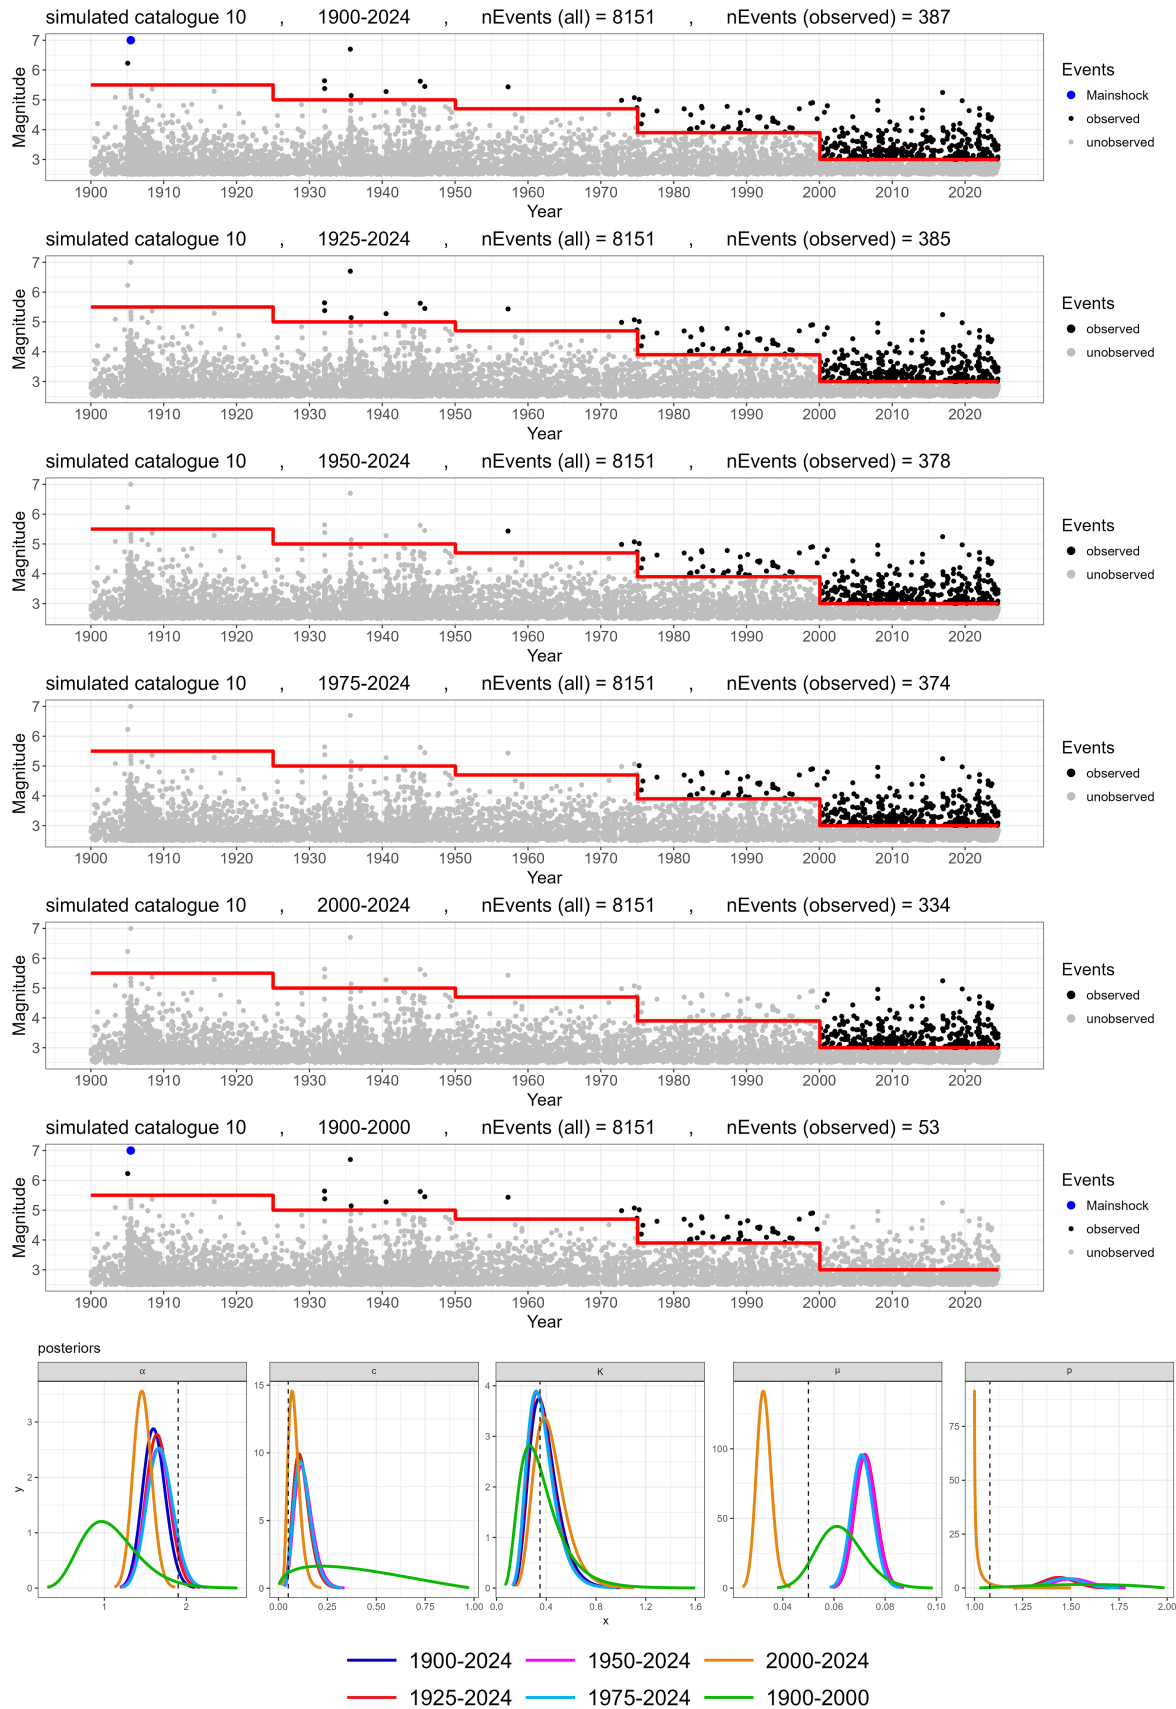 simulated catalogue 10 , 1900-2024 , nEvents (all) = 8151 , nEvents (observed) = 387
7
6
5
4
3
Magnitude
1900 1910 1920 1930 1940 1950 1960 1970 1980 1990 2000 2010 2020
Year
Events
Mainshock
observed
unobserved
simulated catalogue 10 , 1925-2024 , nEvents (all) = 8151 , nEvents (observed) = 385
7
6
5
4
3
Magnitude
1900 1910 1920 1930 1940 1950 1960 1970 1980 1990 2000 2010 2020
Year
Events
observed
unobserved
simulated catalogue 10 , 1950-2024 , nEvents (all) = 8151 , nEvents (observed) = 378
7
6
5
4
3
Magnitude
1900 1910 1920 1930 1940 1950 1960 1970 1980 1990 2000 2010 2020
Year
Events
observed
unobserved
simulated catalogue 10 , 1975-2024 , nEvents (all) = 8151 , nEvents (observed) = 374
7
6
5
4
3
Magnitude
1900 1910 1920 1930 1940 1950 1960 1970 1980 1990 2000 2010 2020
Year
Events
observed
unobserved
simulated catalogue 10 , 2000-2024 , nEvents (all) = 8151 , nEvents (observed) = 334
7
6
5
4
3
Magnitude
1900 1910 1920 1930 1940 1950 1960 1970 1980 1990 2000 2010 2020
Year
Events
observed
unobserved
simulated catalogue 10 , 1900-2000 , nEvents (all) = 8151 , nEvents (observed) = 53
7
6
5
4
3
Magnitude
1900 1910 1920 1930 1940 1950 1960 1970 1980 1990 2000 2010 2020
Year
Events
Mainshock
observed
unobserved
posteriors
α c K μ p
y
3
2
1
0
1 2
15
10
5
0
0.00 0.25 0.50 0.75 1.00
4
3
2
1
0
0.0 0.4 0.8 1.2 1.6
100
50
0
0.04 0.06 0.08 0.10
75
50
25
0
1.00 1.25 1.50 1.75 2.00
x
1900-2024 1950-2024 2000-2024
1925-2024 1975-2024 1900-2000